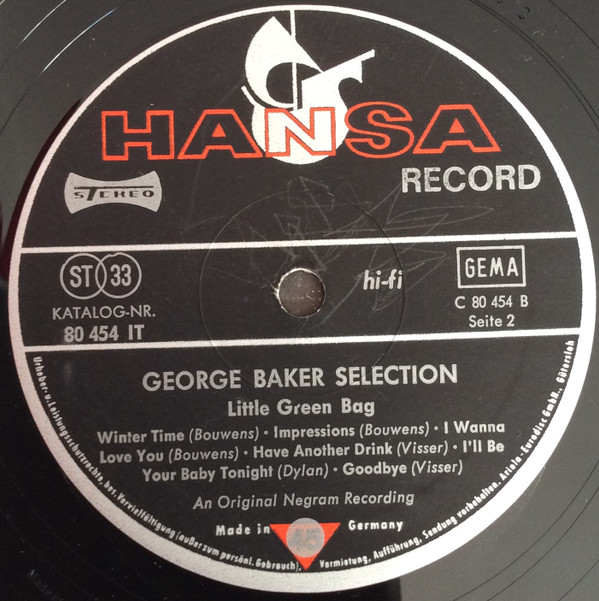 HANSA
RECORD
STEREO
ST 33
KATALOG-NR.
80 454 IT
hi-fi
GEMA
C 80 454 B
Seite 2
GEORGE BAKER SELECTION
Little Green Bag
Winter Time (Bouwens) · Impressions (Bouwens) · I Wanna
Love You (Bouwens) · Have Another Drink (Visser) · I'll Be
Your Baby Tonight (Dylan) · Goodbye (Visser)
An Original Negram Recording
Made in Germany
Urheber- u. Leistungsschutzrechte, bes. Vervielfältigung (außer zum persönl. Gebrauch), Vermietung, Aufführung, Sendung vorbehalten. Ariola-Eurodisc GmbH., Gütersloh